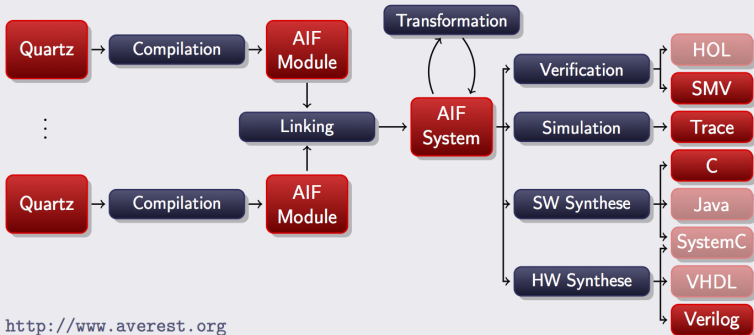 Transformation
Quartz
Compilation
AIF
Module
HOL
Verification
SMV
Linking
AIF
System
Simulation
Trace
C
Quartz
Compilation
AIF
Module
SW Synthese
Java
SystemC
HW Synthese
VHDL
Verilog
http://www.averest.org